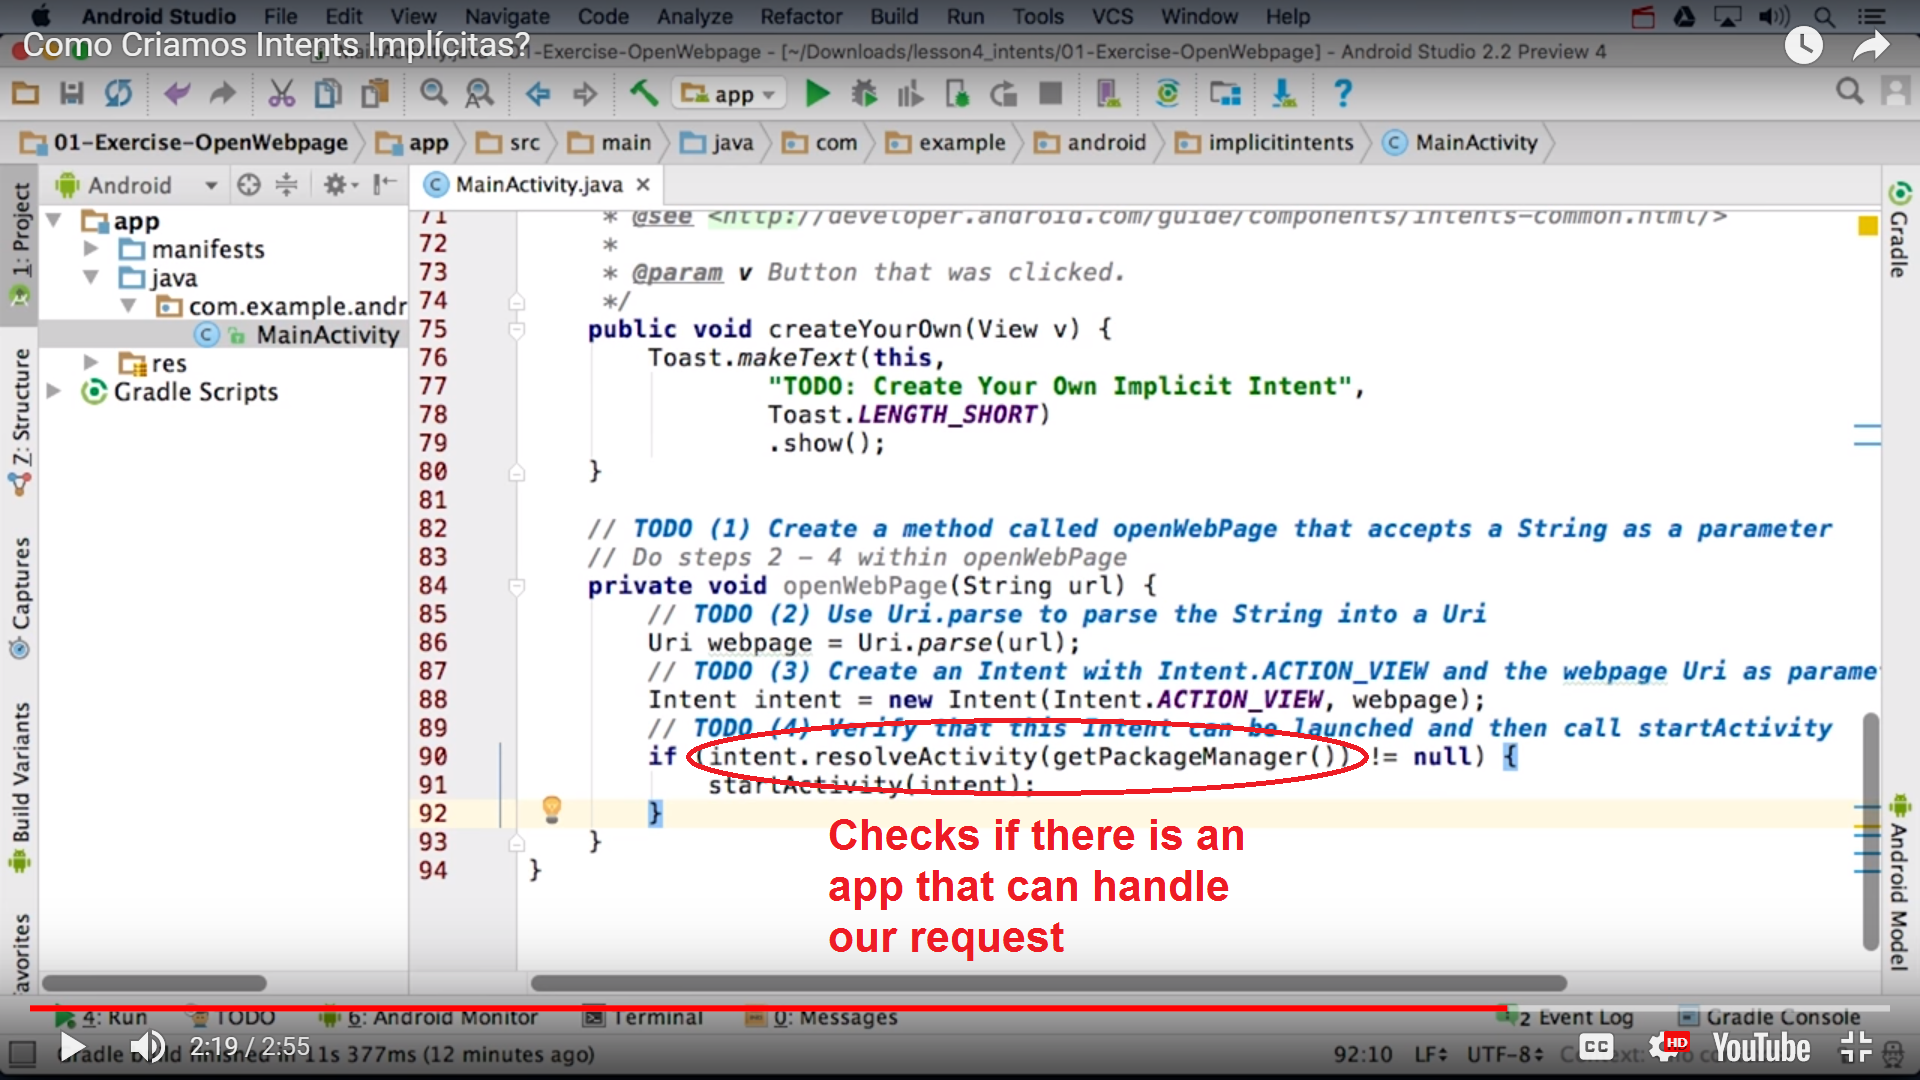 Android Studio File Edit View Navigate Code Analyze Refactor Build Run Tools VCS Window Help
Como Criamos Intents Implícitas?
01-Exercise-OpenWebpage - [~/Downloads/lesson4_intents/01-Exercise-OpenWebpage] - Android Studio 2.2 Preview 4
app
01-Exercise-OpenWebpage app src main java com example android implicitintents MainActivity
Android
MainActivity.java
1: Project
Z: Structure
Captures
Build Variants
avorites
app
manifests
java
com.example.andr
MainActivity
res
Gradle Scripts
71 * @see <http://developer.android.com/guide/components/intents-common.html/>
72 *
73 * @param v Button that was clicked.
74 */
75 public void createYourOwn(View v) {
76 Toast.makeText(this,
77 "TODO: Create Your Own Implicit Intent",
78 Toast.LENGTH_SHORT)
79 .show();
80 }
81
82 // TODO (1) Create a method called openWebPage that accepts a String as a parameter
83 // Do steps 2 - 4 within openWebPage
84 private void openWebPage(String url) {
85 // TODO (2) Use Uri.parse to parse the String into a Uri
86 Uri webpage = Uri.parse(url);
87 // TODO (3) Create an Intent with Intent.ACTION_VIEW and the webpage Uri as parame
88 Intent intent = new Intent(Intent.ACTION_VIEW, webpage);
89 // TODO (4) Verify that this Intent can be launched and then call startActivity
90 if (intent.resolveActivity(getPackageManager()) != null) {
91 startActivity(intent);
92 }
93 }
94 }
Checks if there is an
app that can handle
our request
Gradle
Android Model
4: Run TODO 6: Android Monitor Terminal 0: Messages 2 Event Log Gradle Console
2:19 / 2:55
finished in 11s 377ms (12 minutes ago) 92:10 LF UTF-8 Context:
CC HD YouTube